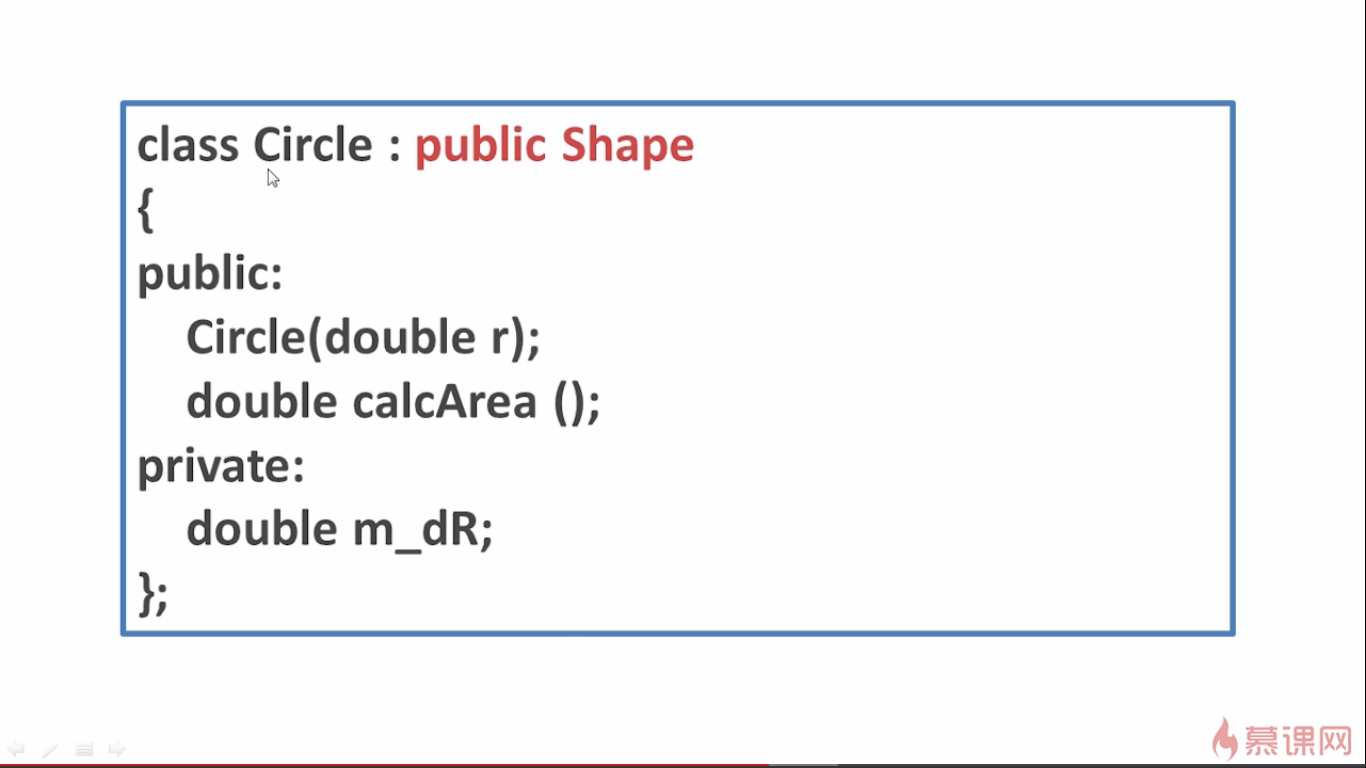 class Circle : public Shape
{
public:
Circle(double r);
double calcArea ();
private:
double m_dR;
};
慕课网